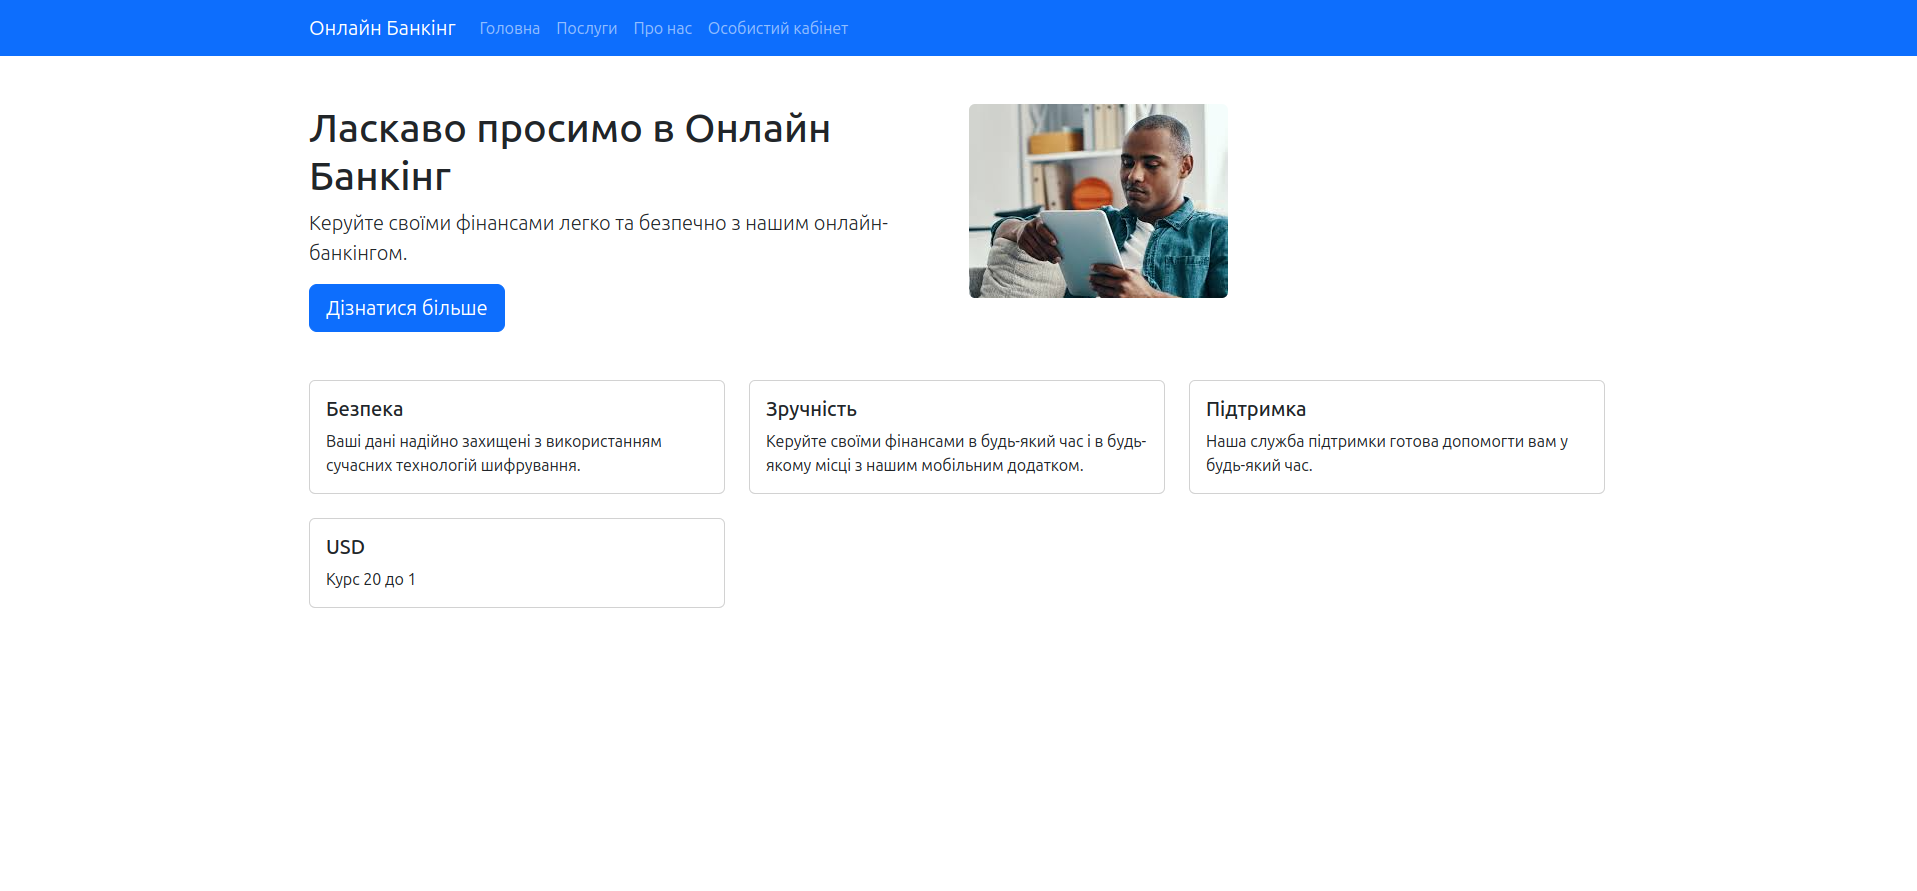 Онлайн Банкінг Головна Послуги Про нас Особистий кабінет
Ласкаво просимо в Онлайн
Банкінг
Керуйте своїми фінансами легко та безпечно з нашим онлайн-
банкінгом.
Дізнатися більше
Безпека
Ваші дані надійно захищені з використанням
сучасних технологій шифрування.
Зручність
Керуйте своїми фінансами в будь-який час і в будь-
якому місці з нашим мобільним додатком.
Підтримка
Наша служба підтримки готова допомогти вам у
будь-який час.
USD
Курс 20 до 1